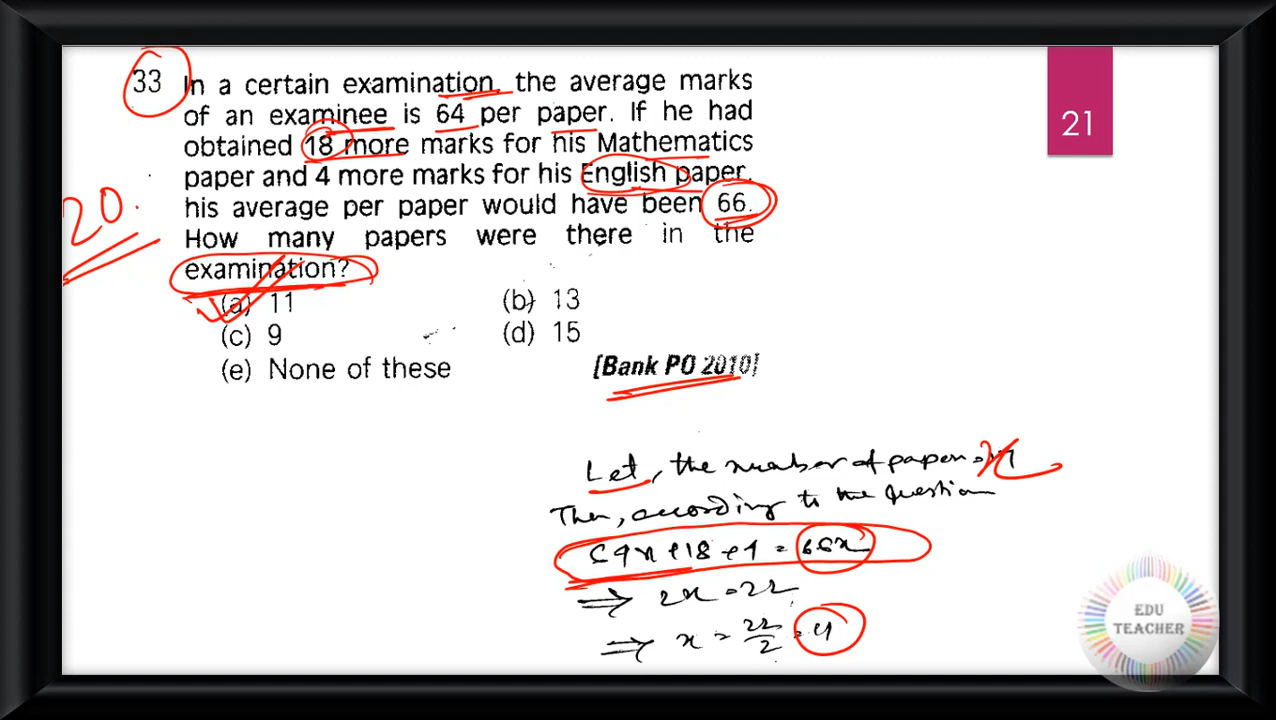 33 In a certain examination, the average marks
of an examinee is 64 per paper. If he had
obtained 18 more marks for his Mathematics
paper and 4 more marks for his English paper,
his average per paper would have been 66.
How many papers were there in the
examination?
(a) 11 (b) 13
(c) 9 (d) 15
(e) None of these [Bank PO 2010]
21
20.
Let, the number of paper = x
Then, according to the question
64x + 18 + 4 = 66x
⇒ 2x = 22
⇒ x = 22/2 = 11
EDU
TEACHER